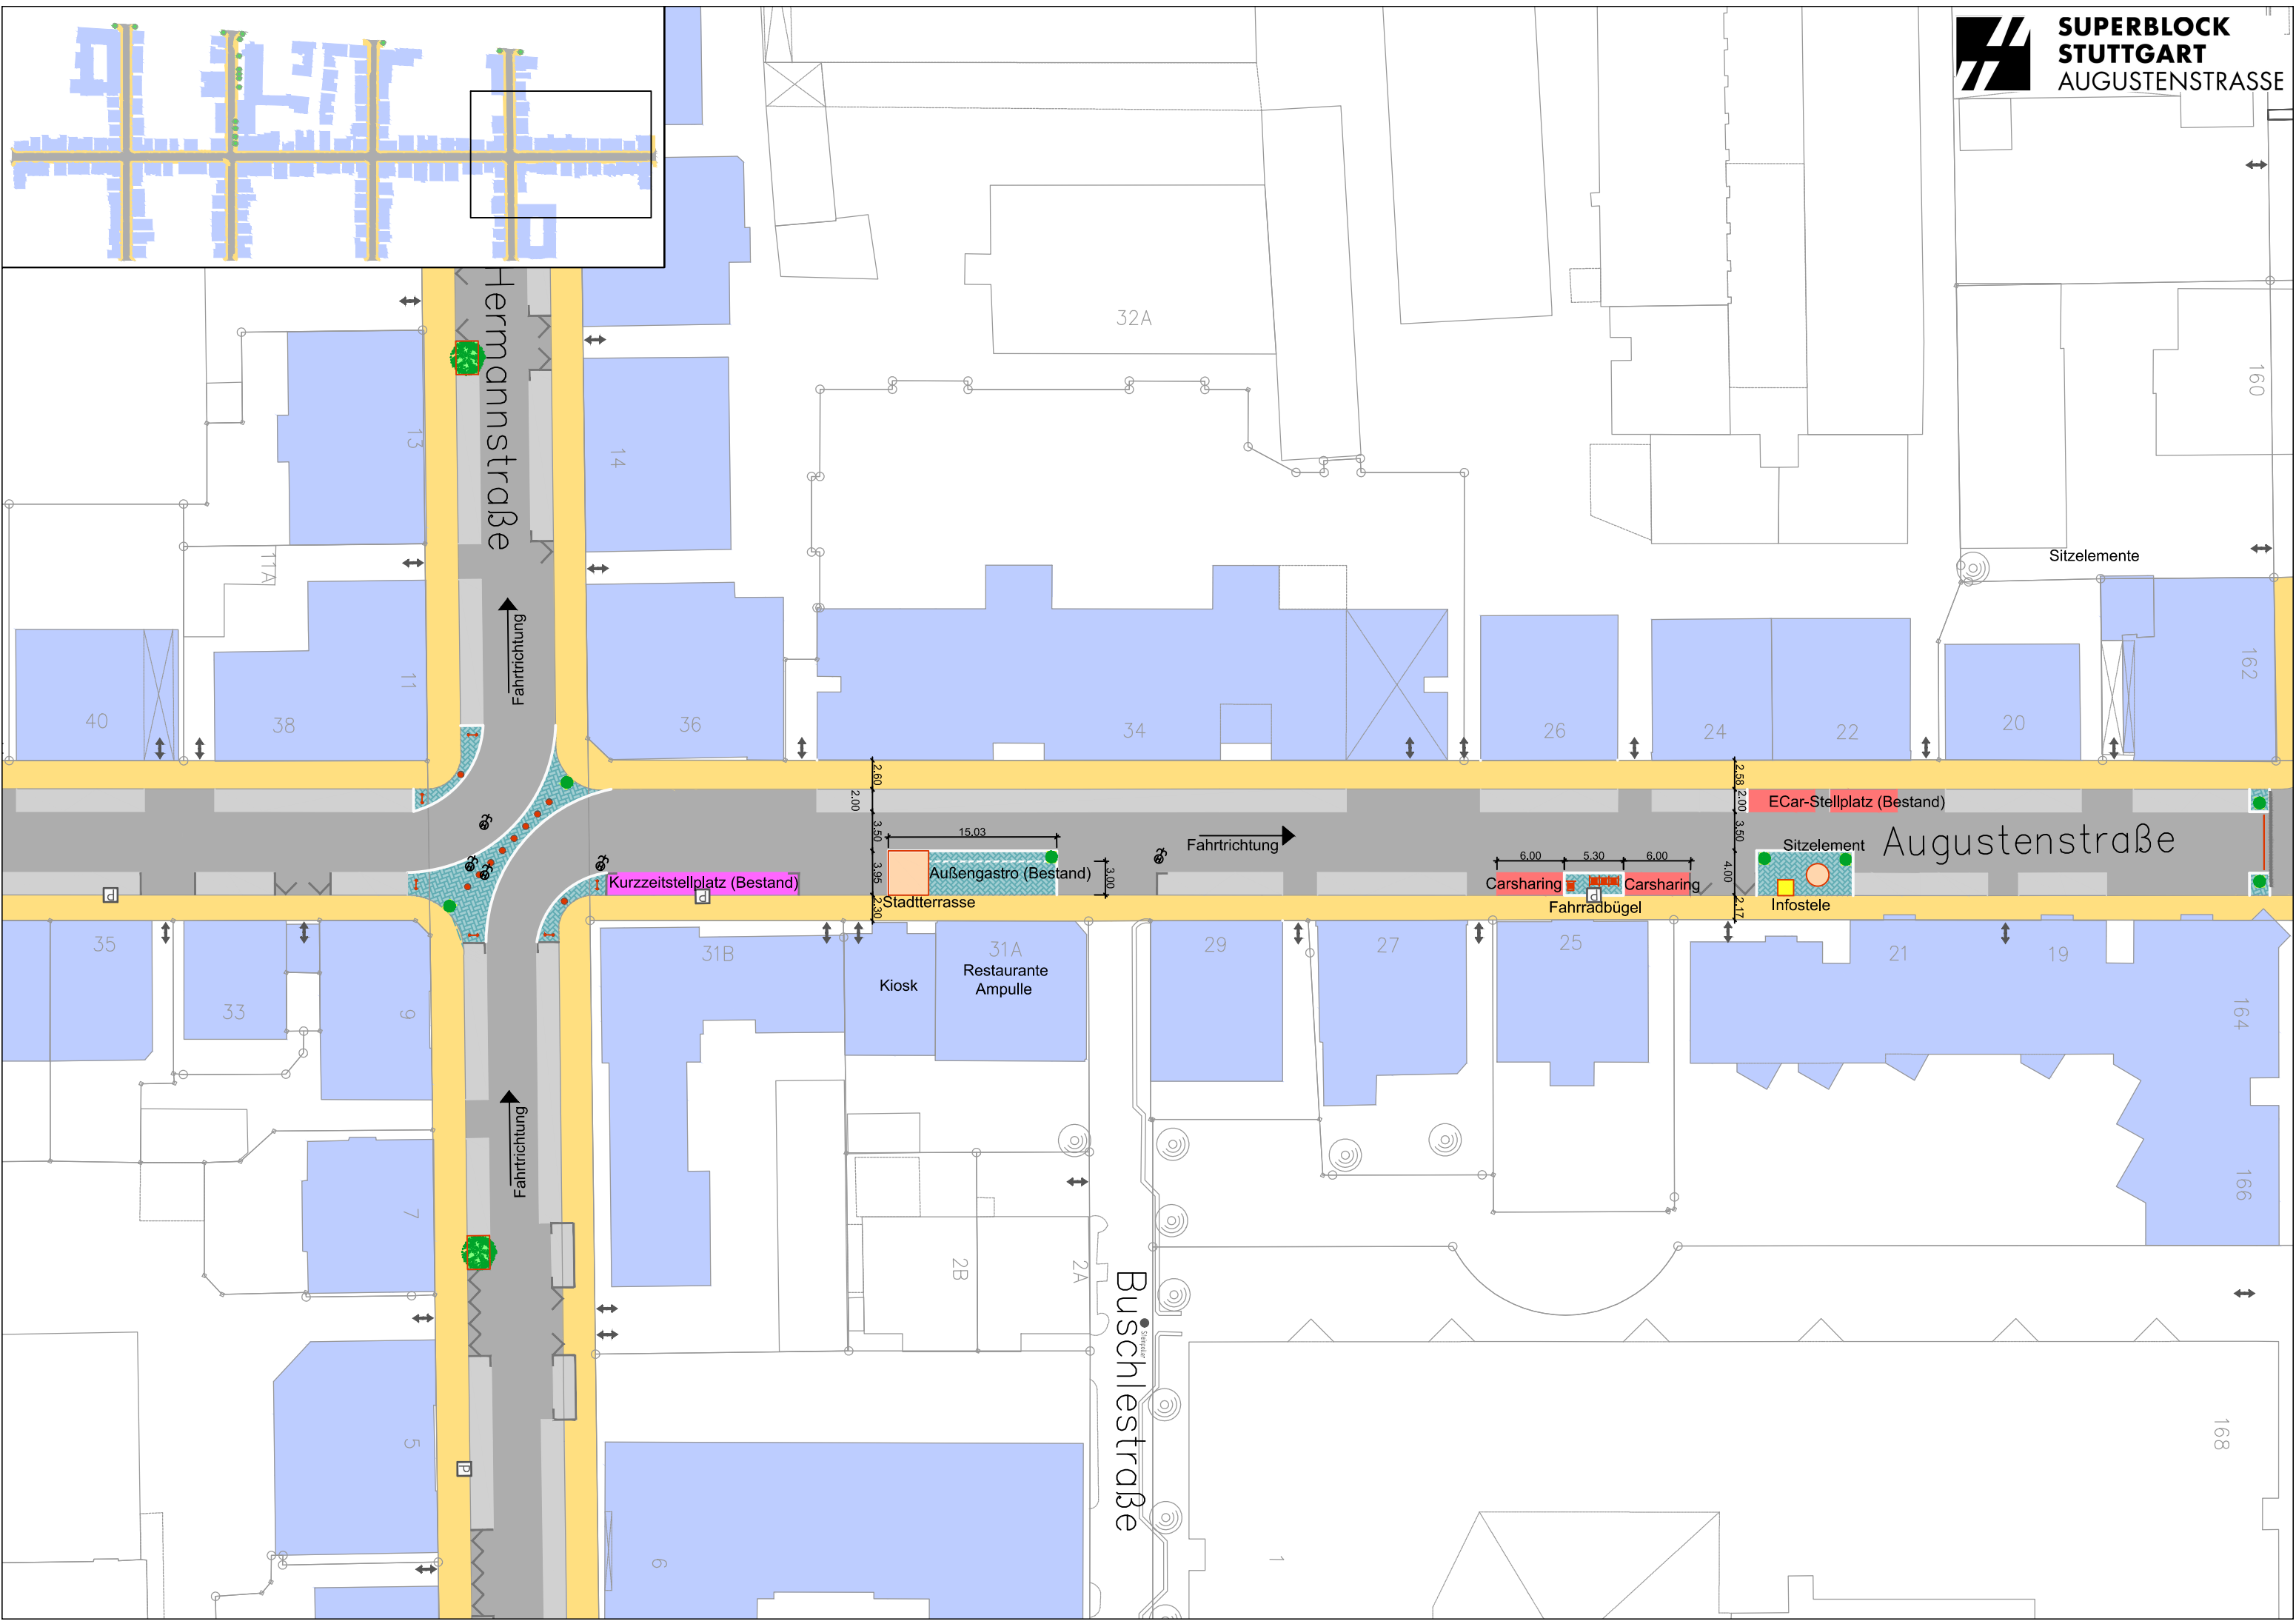 SUPERBLOCK
STUTTGART
AUGUSTENSTRASSE
Hermannstraße
32A
160
13
14
11A
Sitzelemente
Fahrtrichtung
40
38
11
36
34
26
24
22
20
162
2.60
2.00
3.50
3.95
2.30
15.03
3.00
Fahrtrichtung
6,00
5.30
6,00
2.58
2.00
3.50
4.00
2.17
ECar-Stellplatz (Bestand)
Sitzelement
Augustenstraße
P
Kurzzeitstellplatz (Bestand)
P
Außengastro (Bestand)
Stadtterrasse
Carsharing
P
Carsharing
Fahrradbügel
Infostele
35
33
9
31B
Kiosk
31A
Restaurante
Ampulle
29
27
25
21
19
164
166
Fahrtrichtung
7
2B
2A
Buschlestraße
5
P
6
1
168